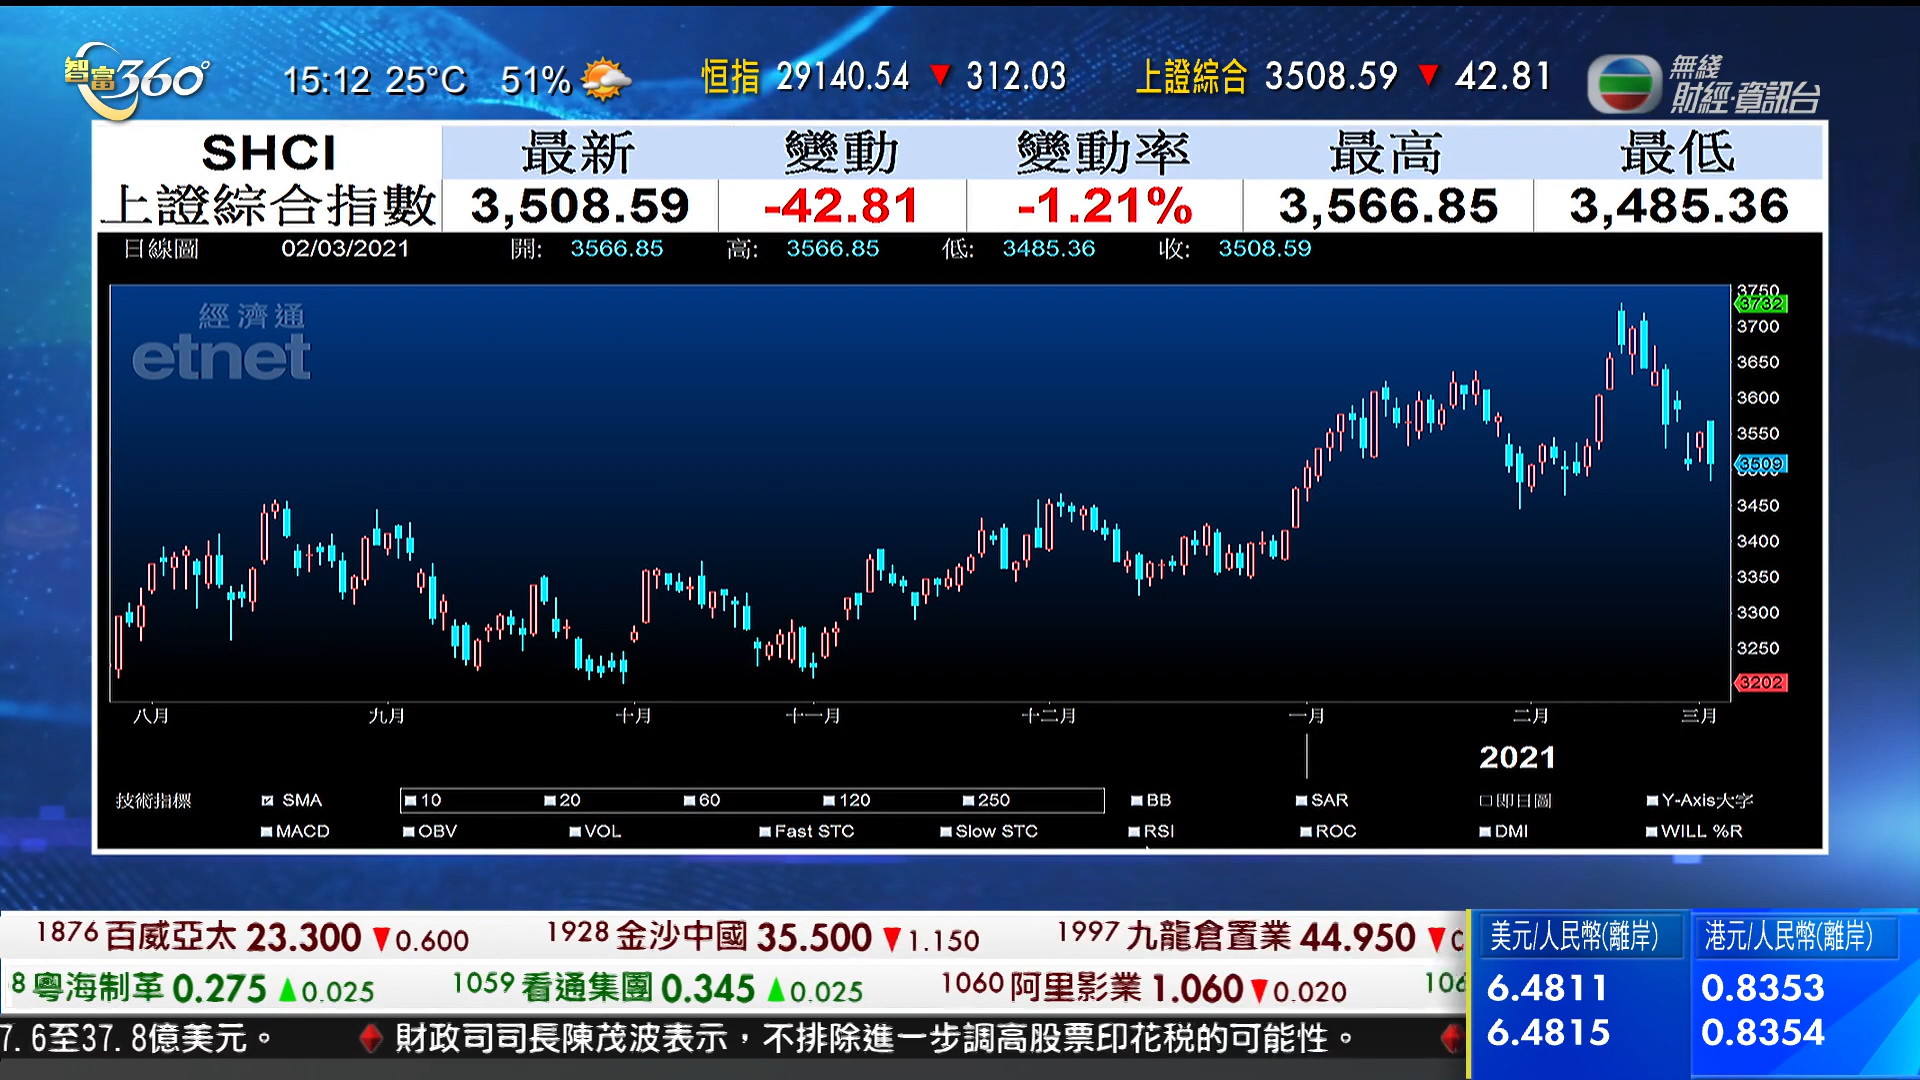 智富360°
15:12 25°C 51%
恒指 29140.54 ▼ 312.03
上證綜合 3508.59 ▼ 42.81
無綫
財經·資訊台
SHCI 最新 變動 變動率 最高 最低
上證綜合指數 3,508.59 -42.81 -1.21% 3,566.85 3,485.36
日線圖 02/03/2021 開: 3566.85 高: 3566.85 低: 3485.36 收: 3508.59
經濟通
etnet
3750
3732
3700
3650
3600
3550
3509
3450
3400
3350
3300
3250
3202
八月 九月 十月 十一月 十二月 一月 二月 三月
2021
技術指標 SMA 10 20 60 120 250 BB SAR 即日圖 Y-Axis大字
MACD OBV VOL Fast STC Slow STC RSI ROC DMI WILL %R
1876 百威亞太 23.300 ▼0.600 1928 金沙中國 35.500 ▼1.150 1997 九龍倉置業 44.950 ▼
8 粵海制革 0.275 ▲0.025 1059 看通集團 0.345 ▲0.025 1060 阿里影業 1.060 ▼0.020 106
7.6至37.8億美元。 財政司司長陳茂波表示，不排除進一步調高股票印花稅的可能性。
美元/人民幣(離岸) 港元/人民幣(離岸)
6.4811 0.8353
6.4815 0.8354